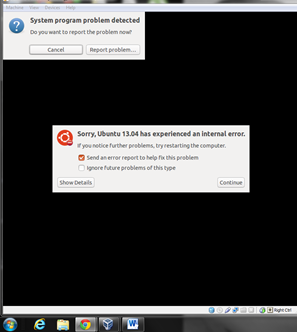 Machine View Devices Help
System program problem detected
Do you want to report the problem now?
Cancel
Report problem...
Sorry, Ubuntu 13.04 has experienced an internal error.
If you notice further problems, try restarting the computer.
Send an error report to help fix this problem
Ignore future problems of this type
Show Details
Continue
Right Ctrl